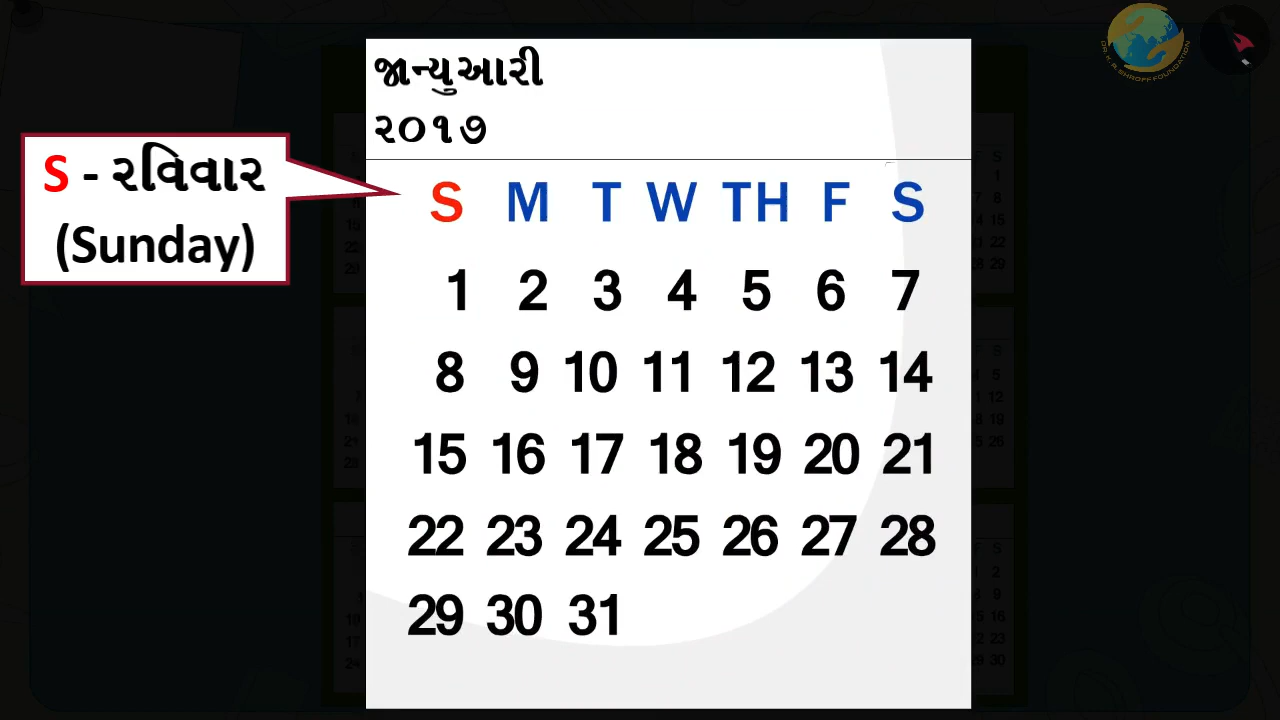 જાન્યુઆરી
૨૦૧૭
S - રવિવાર
(Sunday)
S M T W TH F S
1 2 3 4 5 6 7
8 9 10 11 12 13 14
15 16 17 18 19 20 21
22 23 24 25 26 27 28
29 30 31